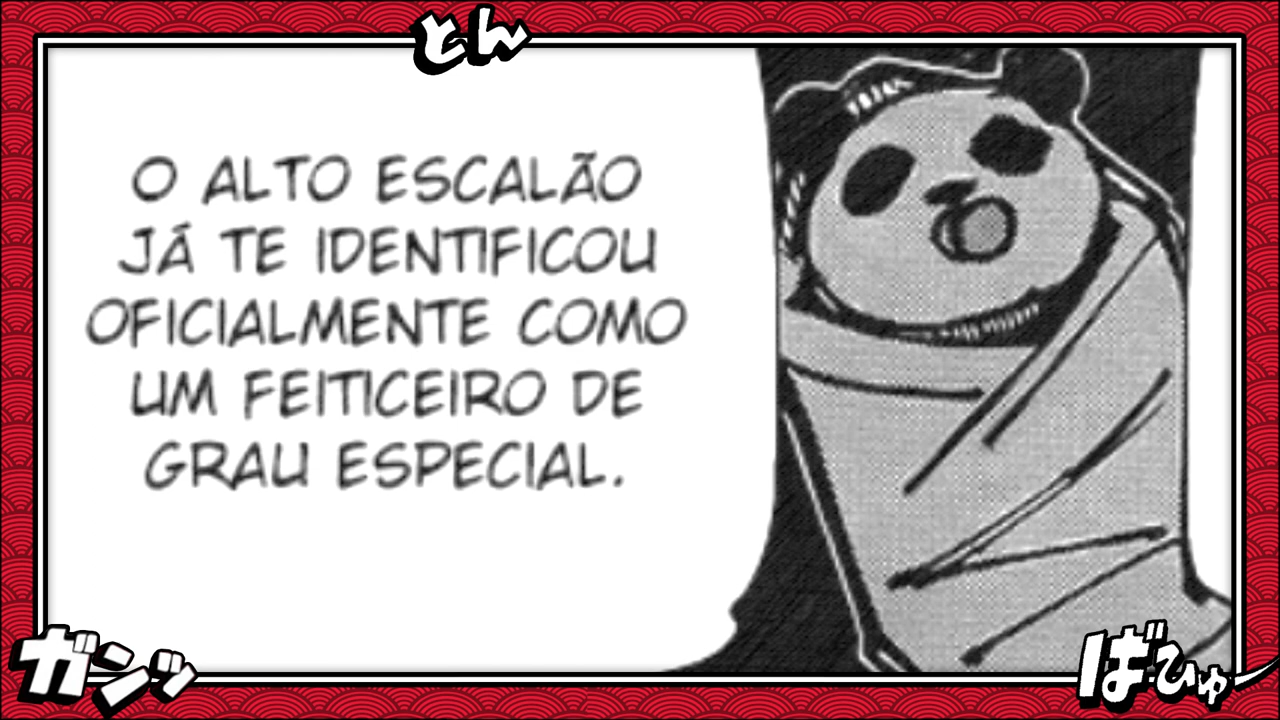 とん
O ALTO ESCALÃO
JÁ TE IDENTIFICOU
OFICIALMENTE COMO
UM FEITICEIRO DE
GRAU ESPECIAL.
ガンッ
ばひゅー